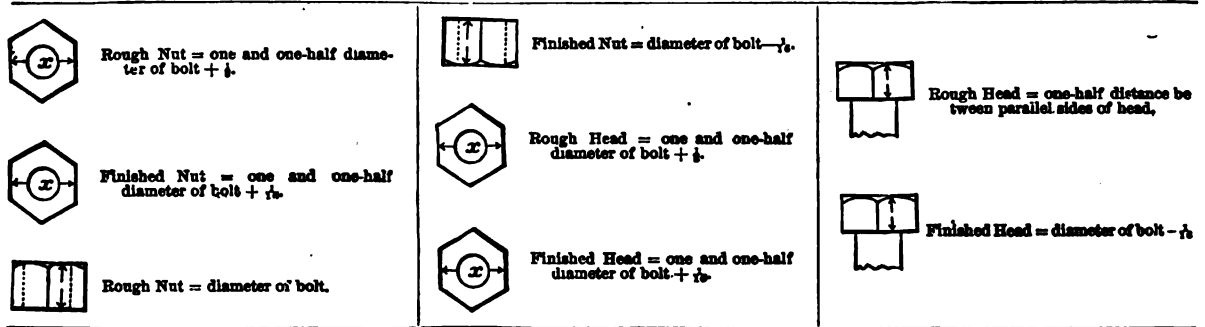 x
Rough Nut = one and one-half diame-
ter of bolt + ⅛.
x
Finished Nut = one and one-half
diameter of bolt + 1/16.
Rough Nut = diameter of bolt.
Finished Nut = diameter of bolt—1/16.
x
Rough Head = one and one-half
diameter of bolt + ⅛.
x
Finished Head = one and one-half
diameter of bolt + 1/16.
Rough Head = one-half distance be
tween parallel sides of head.
Finished Head = diameter of bolt – 1/16